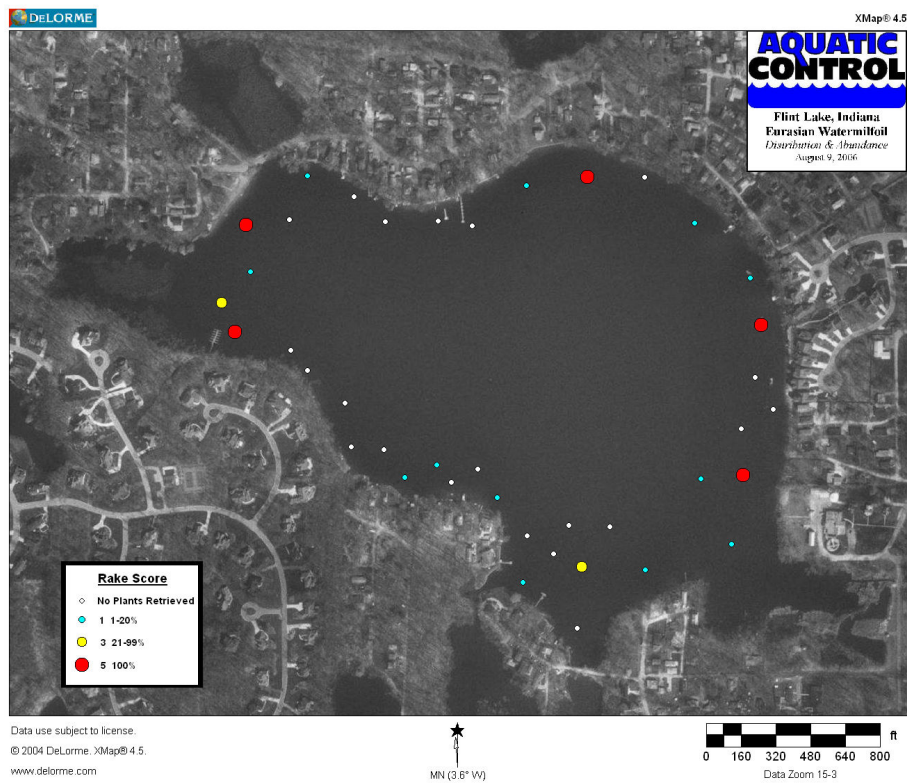 DELORME
XMap® 4.5
AQUATIC
CONTROL
Flint Lake, Indiana
Eurasian Watermilfoil
Distribution & Abundance
August 9, 2006
Rake Score
No Plants Retrieved
1 1-20%
3 21-99%
5 100%
Data use subject to license.
© 2004 DeLorme. XMap® 4.5.
www.delorme.com
MN (3.6° W)
ft
0 160 320 480 640 800
Data Zoom 15-3